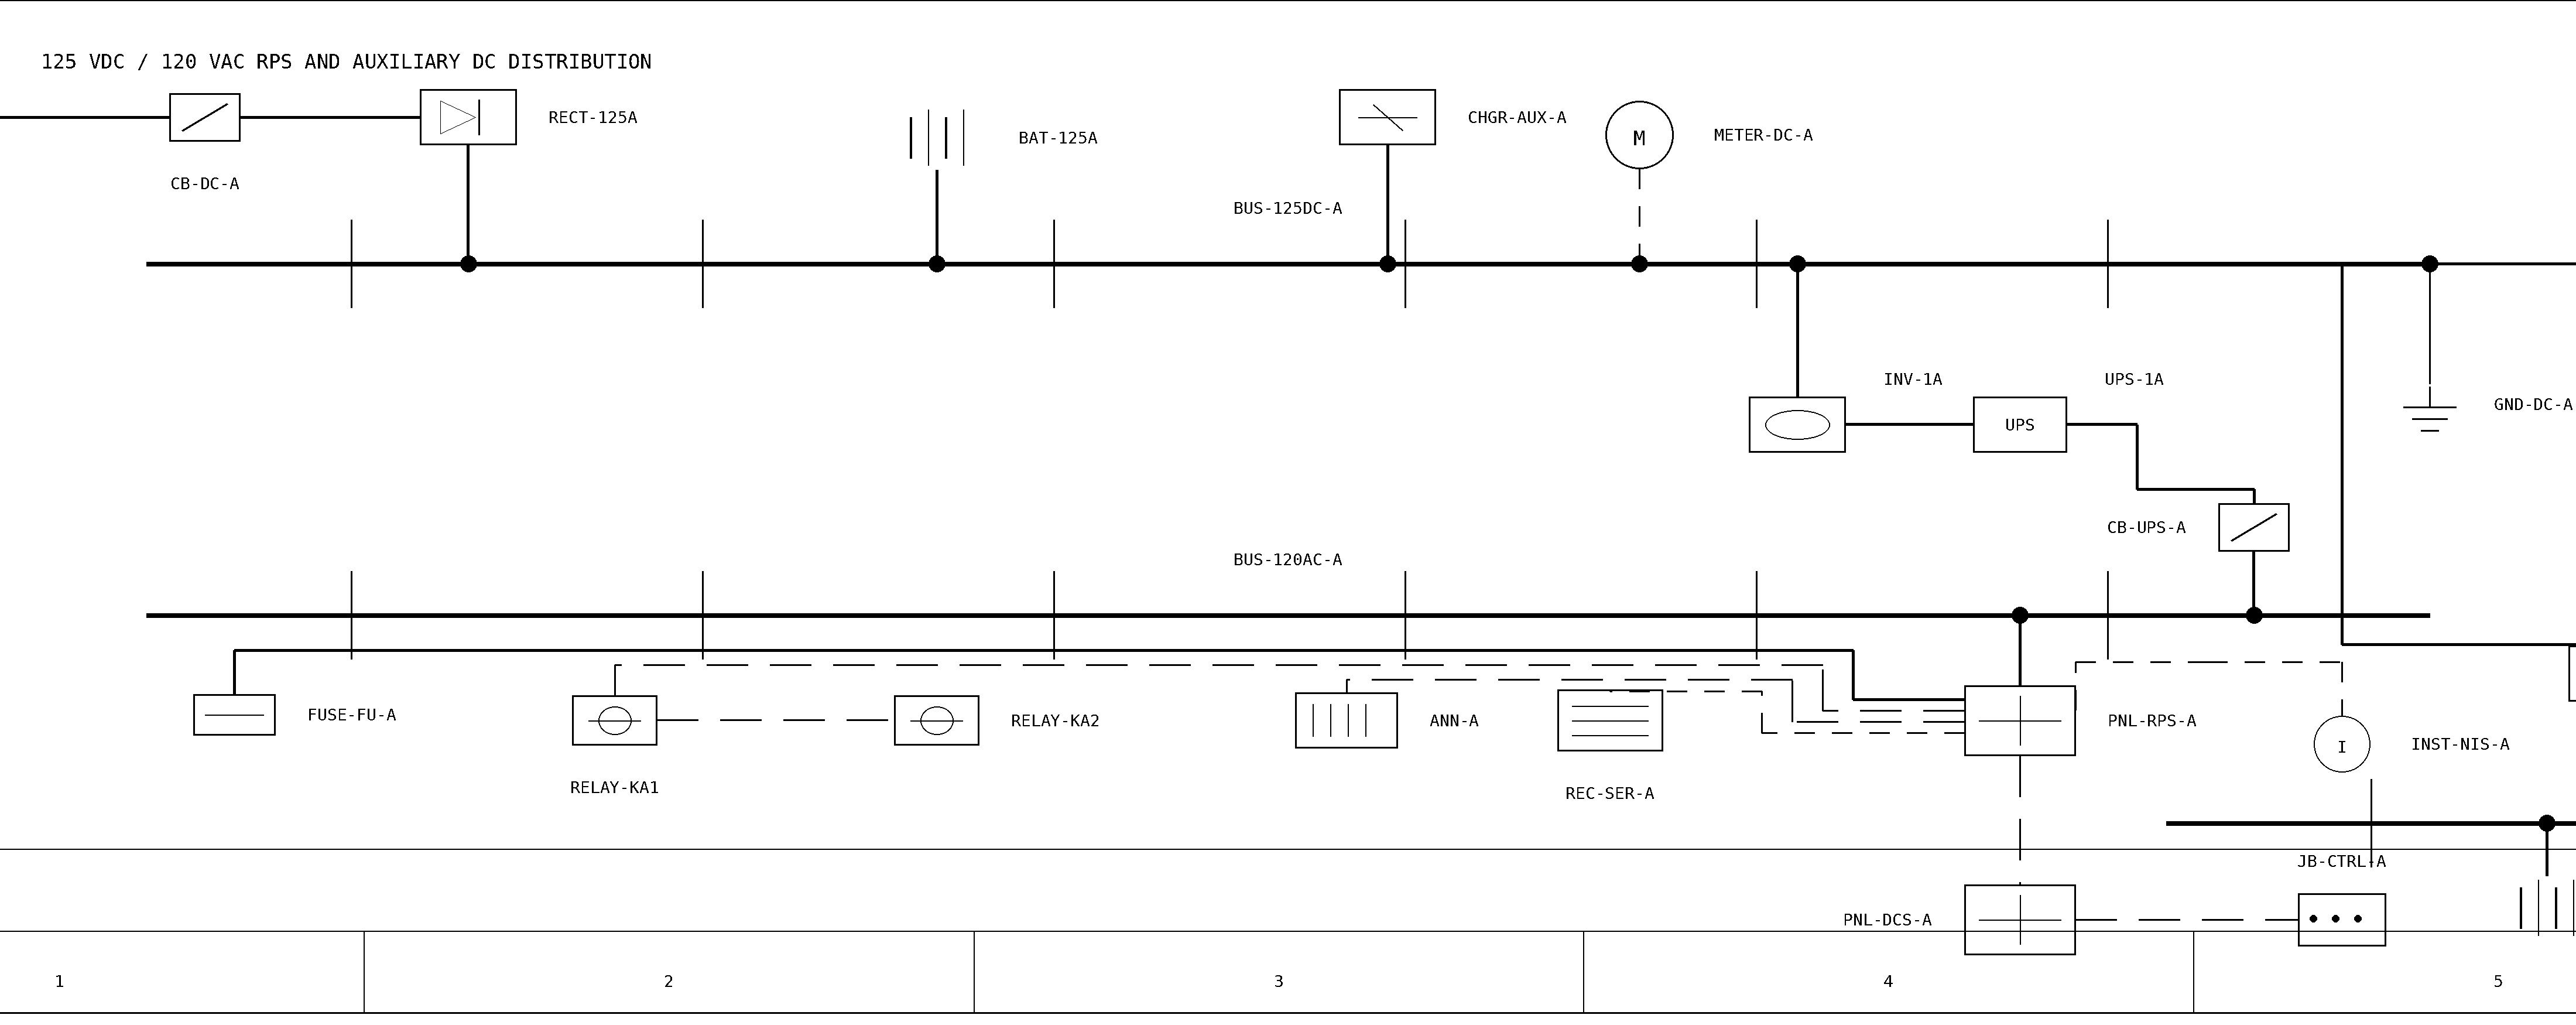 125 VDC / 120 VAC RPS AND AUXILIARY DC DISTRIBUTION
RECT-125A
BAT-125A
CHGR-AUX-A
M
METER-DC-A
CB-DC-A
BUS-125DC-A
INV-1A
UPS-1A
GND-DC-A
UPS
CB-UPS-A
BUS-120AC-A
FUSE-FU-A
RELAY-KA2
ANN-A
PNL-RPS-A
I
INST-NIS-A
RELAY-KA1
REC-SER-A
JB-CTRL-A
PNL-DCS-A
1
2
3
4
5